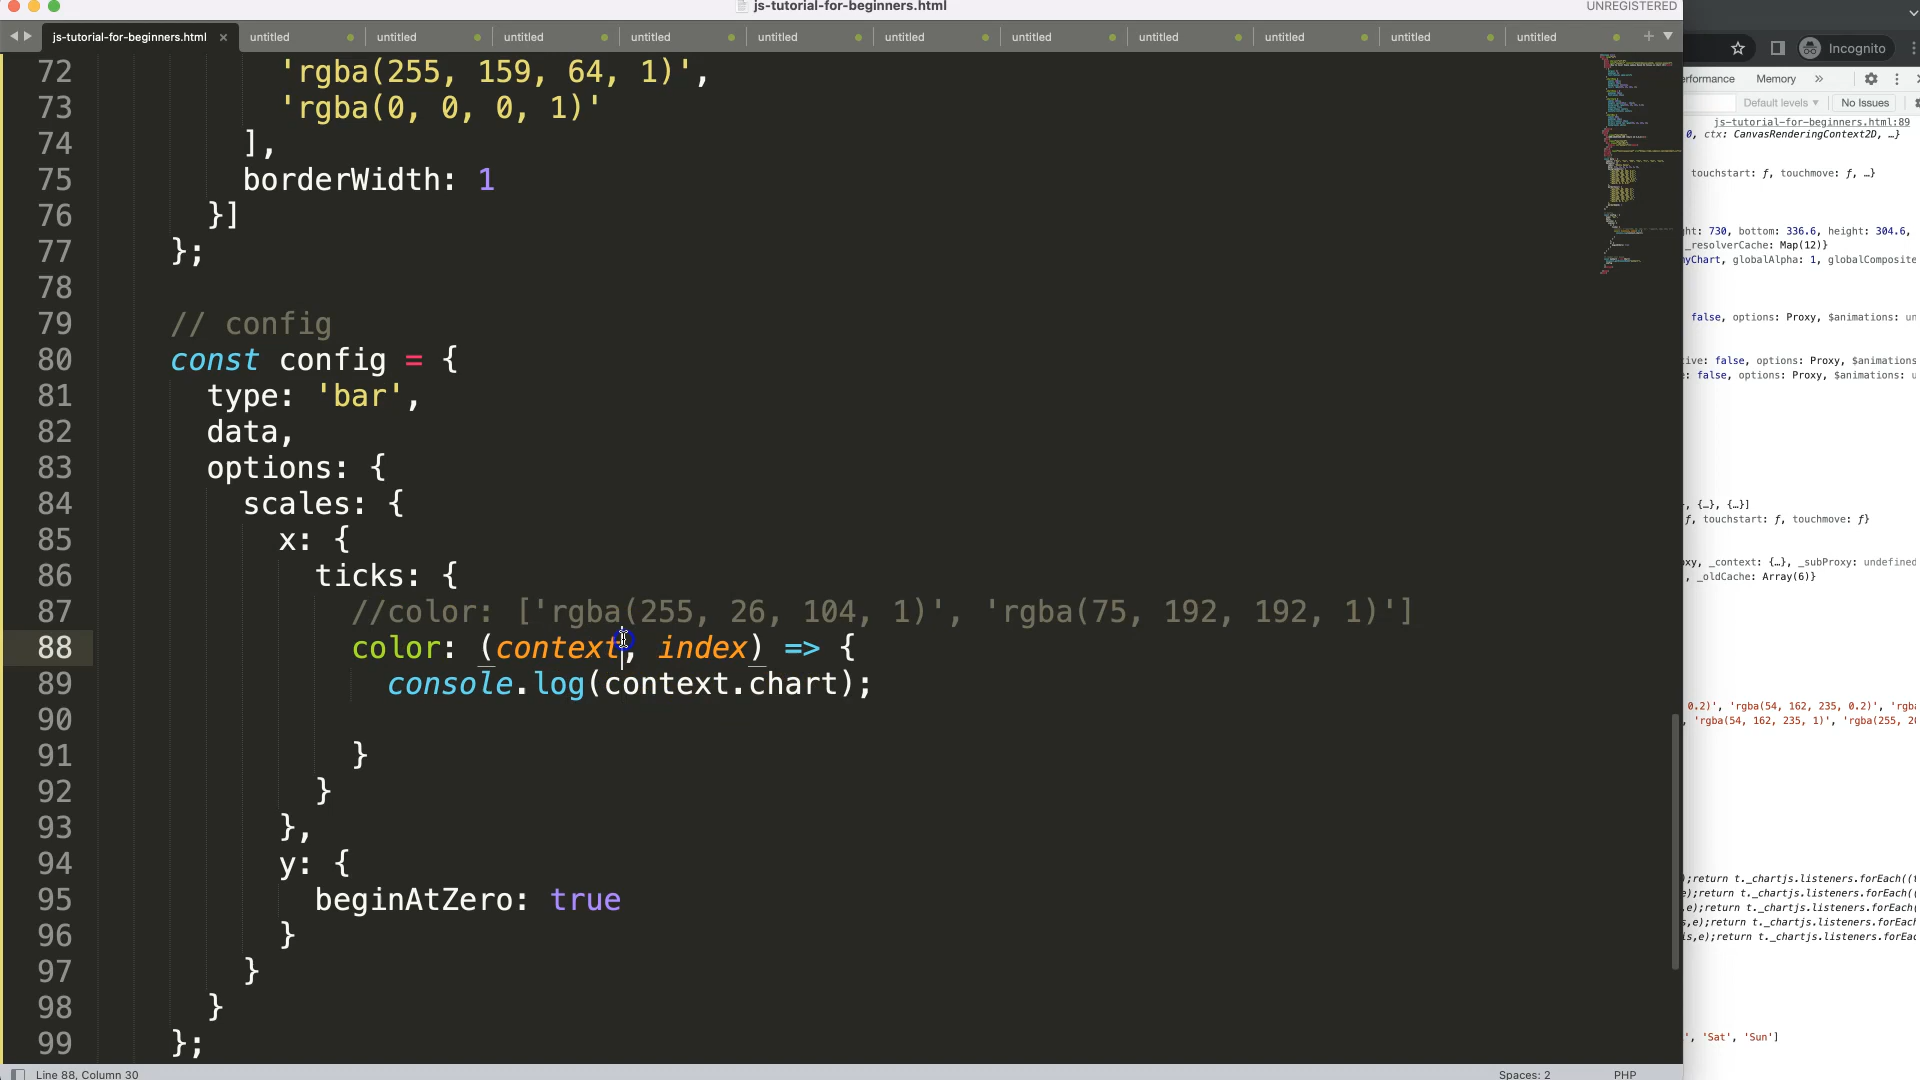 js-tutorial-for-beginners.html
UNREGISTERED
js-tutorial-for-beginners.html × untitled untitled untitled untitled untitled untitled untitled untitled untitled untitled untitled
72 'rgba(255, 159, 64, 1)',
73 'rgba(0, 0, 0, 1)'
74 ],
75 borderWidth: 1
76 }]
77 };
78
79 // config
80 const config = {
81 type: 'bar',
82 data,
83 options: {
84 scales: {
85 x: {
86 ticks: {
87 //color: ['rgba(255, 26, 104, 1)', 'rgba(75, 192, 192, 1)']
88 color: (context, index) => {
89 console.log(context.chart);
90
91 }
92 }
93 },
94 y: {
95 beginAtZero: true
96 }
97 }
98 }
99 };
Line 88, Column 30
Spaces: 2
PHP
Incognito
Memory »
Default levels ▾ No Issues
js-tutorial-for-beginners.html:89
0, ctx: CanvasRenderingContext2D, …}
touchstart: ƒ, touchmove: ƒ, …}
ght: 730, bottom: 336.6, height: 304.6,
_resolverCache: Map(12)}
yChart, globalAlpha: 1, globalComposite
false, options: Proxy, $animations: un
tive: false, options: Proxy, $animations:
: false, options: Proxy, $animations: u
, {…}, {…}]
ƒ, touchstart: ƒ, touchmove: ƒ}
xy, _context: {…}, _subProxy: undefined
, _oldCache: Array(6)}
0.2)', 'rgba(54, 162, 235, 0.2)', 'rgb
, 'rgba(54, 162, 235, 1)', 'rgba(255, 20
);return t._chartjs.listeners.forEach((t
e);return t._chartjs.listeners.forEach((
,e);return t._chartjs.listeners.forEach(
s,e);return t._chartjs.listeners.forEach
is,e);return t._chartjs.listeners.forEac
', 'Sat', 'Sun']